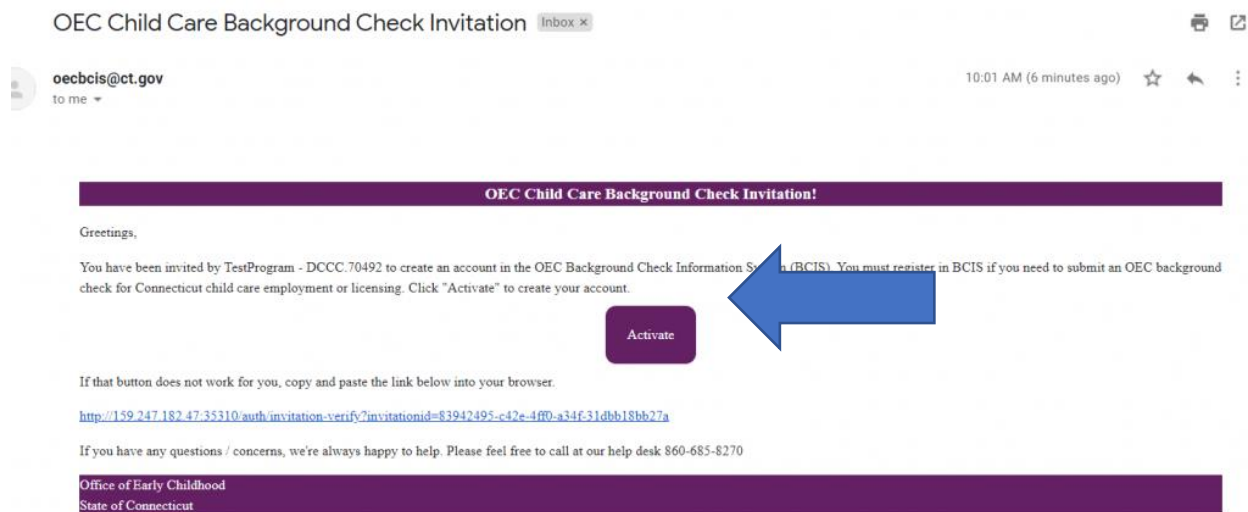 OEC Child Care Background Check Invitation Inbox ×
oecbcis@ct.gov 10:01 AM (6 minutes ago)
to me
OEC Child Care Background Check Invitation!
Greetings,
You have been invited by TestProgram - DCCC.70492 to create an account in the OEC Background Check Information (BCIS). You must register in BCIS if you need to submit an OEC background
check for Connecticut child care employment or licensing. Click "Activate" to create your account.
Activate
If that button does not work for you, copy and paste the link below into your browser.
http://159.247.182.47:35310/auth/invitation-verify?invitationid=83942495-c42e-4ff0-a34f-31dbb18bb27a
If you have any questions / concerns, we're always happy to help. Please feel free to call at our help desk 860-685-8270
Office of Early Childhood
State of Connecticut